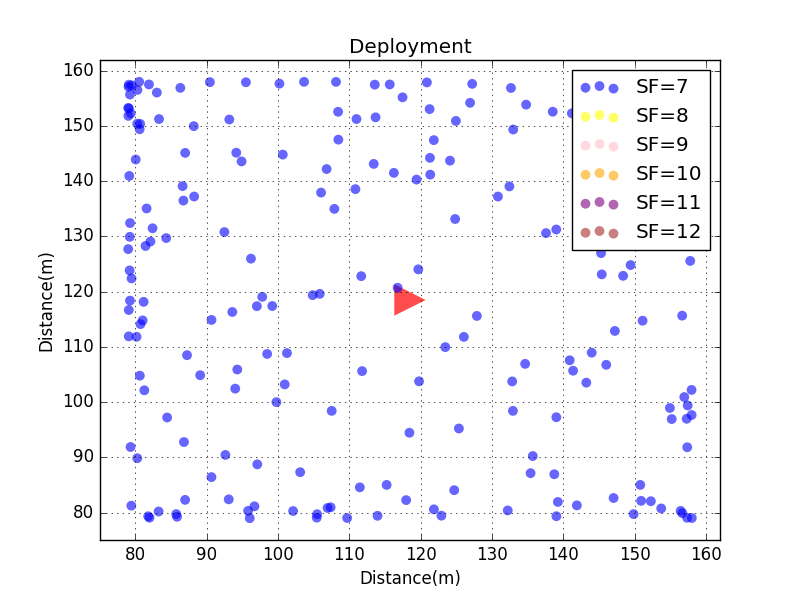 Deployment
160
150
140
130
120
110
100
90
80
Distance(m)
SF=7
SF=8
SF=9
SF=10
SF=11
SF=12
80 90 100 110 120 130 140 150 160
Distance(m)